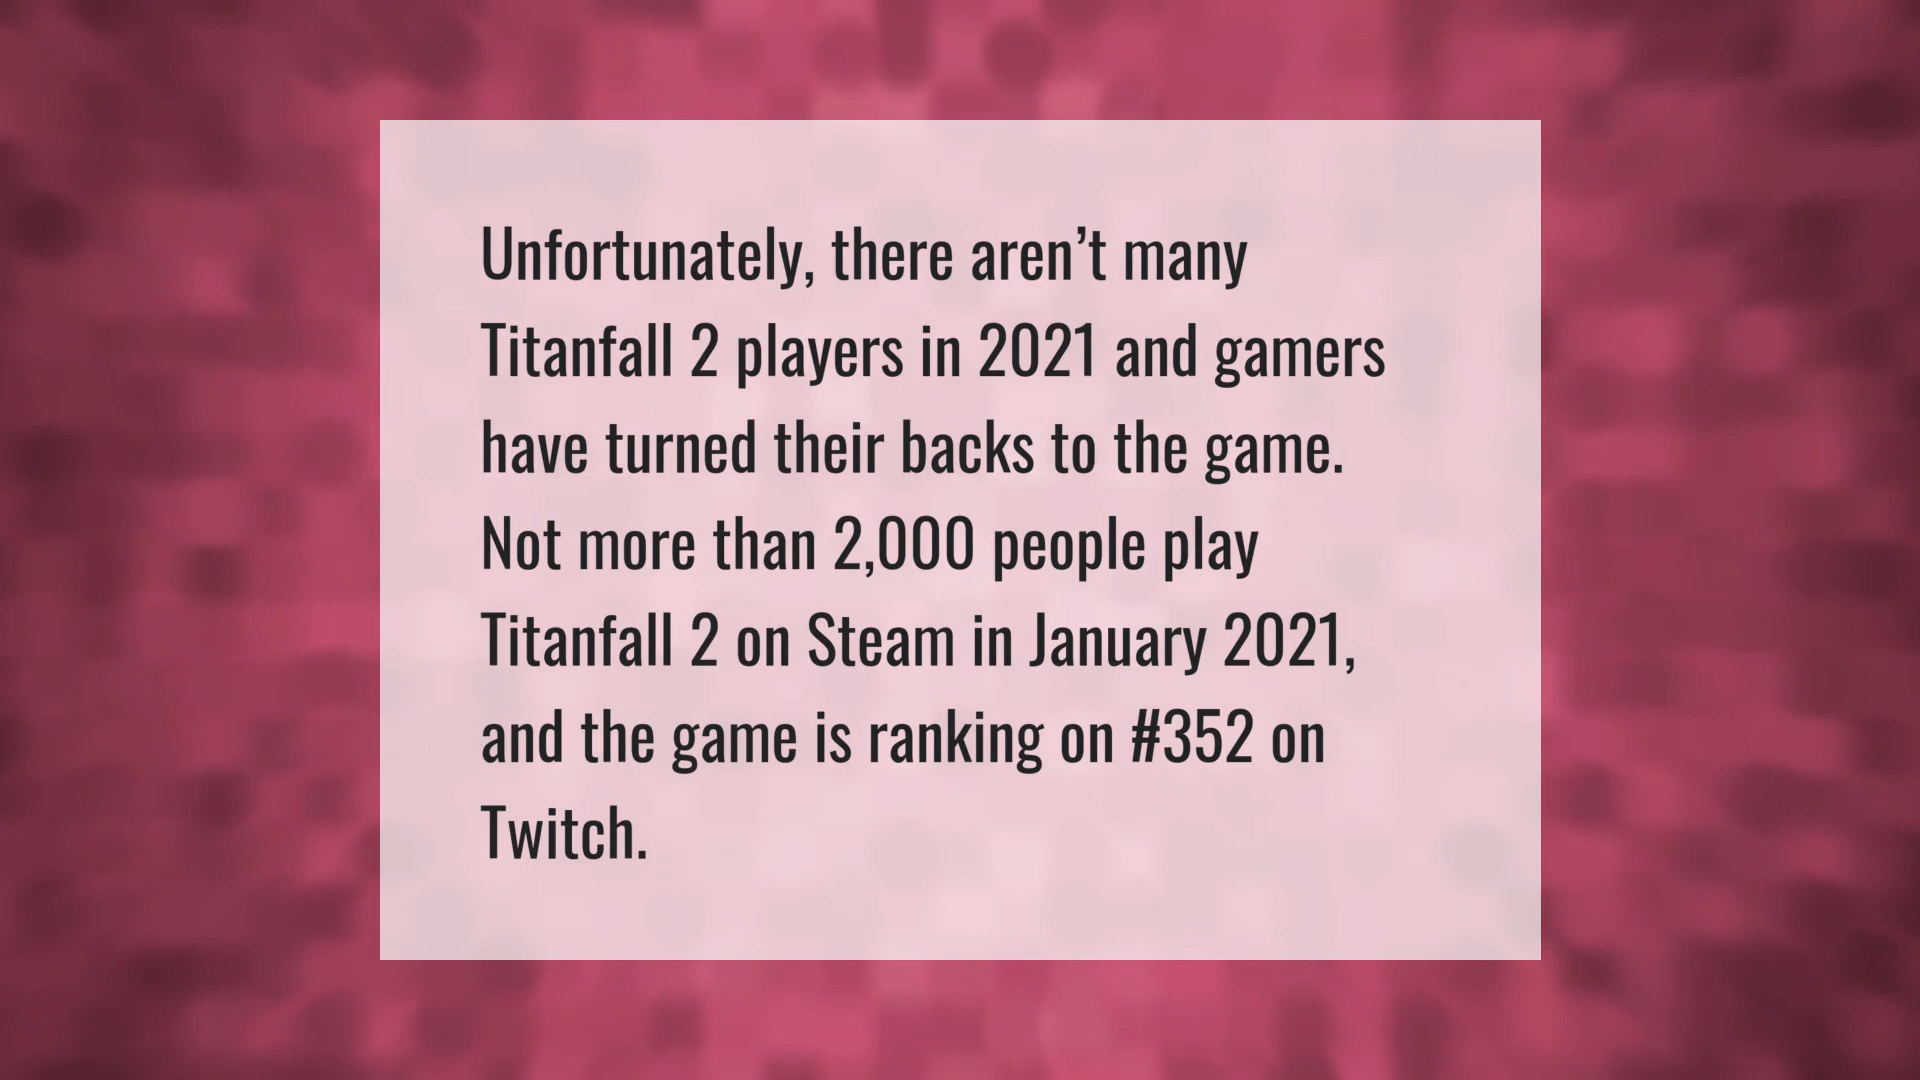 Unfortunately, there aren’t many
Titanfall 2 players in 2021 and gamers
have turned their backs to the game.
Not more than 2,000 people play
Titanfall 2 on Steam in January 2021,
and the game is ranking on #352 on
Twitch.